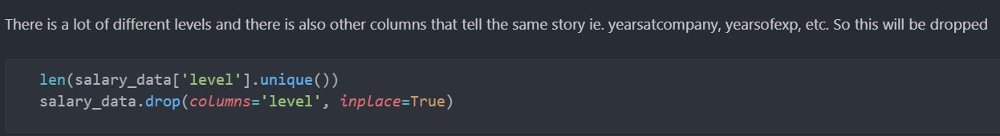 There is a lot of different levels and there is also other columns that tell the same story ie. yearsatcompany, yearsofexp, etc. So this will be dropped
len(salary_data['level'].unique())
salary_data.drop(columns='level', inplace=True)